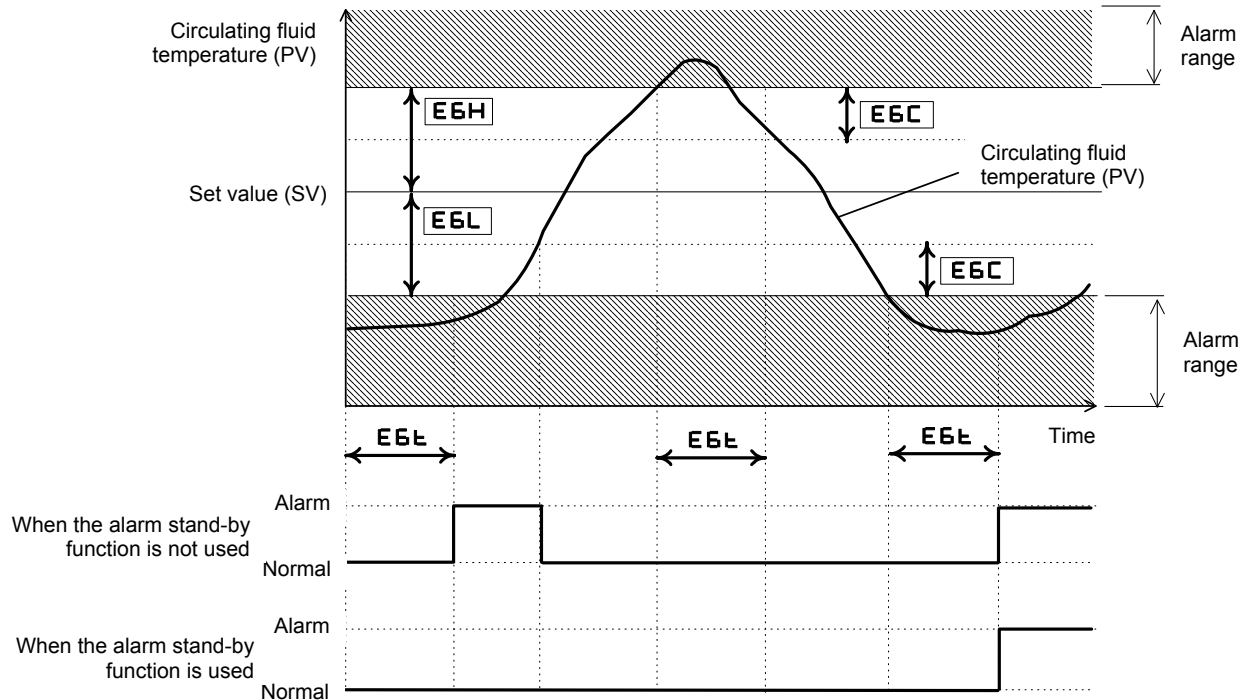 Circulating fluid
temperature (PV)
Alarm
range
E6H
E6C
Circulating fluid
temperature (PV)
Set value (SV)
E6L
E6C
Alarm
range
E6t
E6t
E6t
Time
Alarm
When the alarm stand-by
function is not used
Normal
Alarm
When the alarm stand-by
function is used
Normal